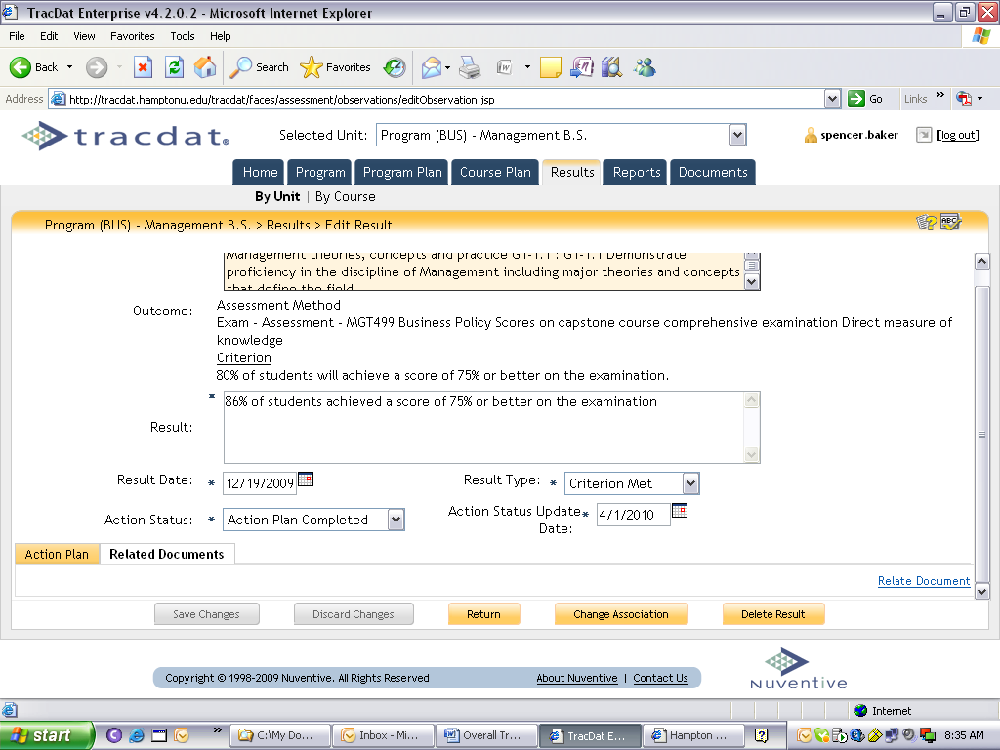 TracDat Enterprise v4.2.0.2 - Microsoft Internet Explorer
File Edit View Favorites Tools Help
Back Search Favorites
Address http://tracdat.hamptonu.edu/tracdat/faces/assessment/observations/editObservation.jsp Go Links »
tracdat® Selected Unit: Program (BUS) - Management B.S. spencer.baker [log out]
Home Program Program Plan Course Plan Results Reports Documents
By Unit | By Course
Program (BUS) - Management B.S. > Results > Edit Result ABC
Management theories, concepts and practice G1-1.1 : G1-1.1 Demonstrate
proficiency in the discipline of Management including major theories and concepts
that define the field
Outcome: Assessment Method
Exam - Assessment - MGT499 Business Policy Scores on capstone course comprehensive examination Direct measure of
knowledge
Criterion
80% of students will achieve a score of 75% or better on the examination.
* 86% of students achieved a score of 75% or better on the examination
Result:
Result Date: * 12/19/2009 Result Type: * Criterion Met
Action Status: * Action Plan Completed Action Status Update Date: * 4/1/2010
Action Plan Related Documents
Relate Document
Save Changes Discard Changes Return Change Association Delete Result
Copyright © 1998-2009 Nuventive. All Rights Reserved About Nuventive | Contact Us
NUVENTIVE
Internet
start » C:\My Do... Inbox - Mi... Overall Tr... TracDat E... Hampton ... 8:35 AM